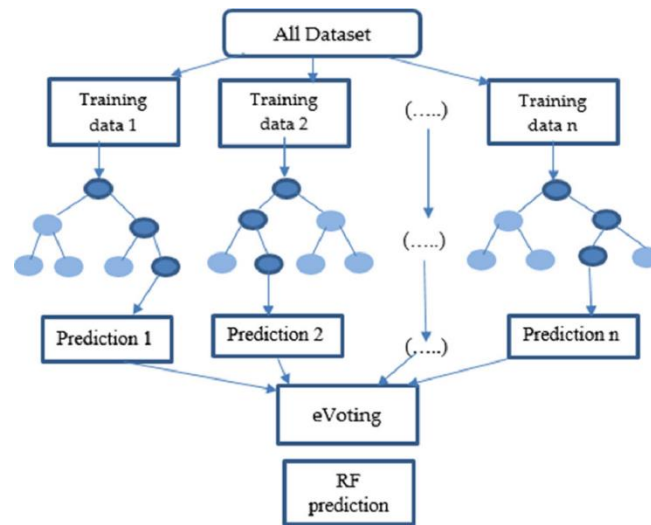 All Dataset
Training
data 1
Training
data 2
(.....)
Training
data n
(.....)
Prediction 1
Prediction 2
(.....)
Prediction n
eVoting
RF
prediction